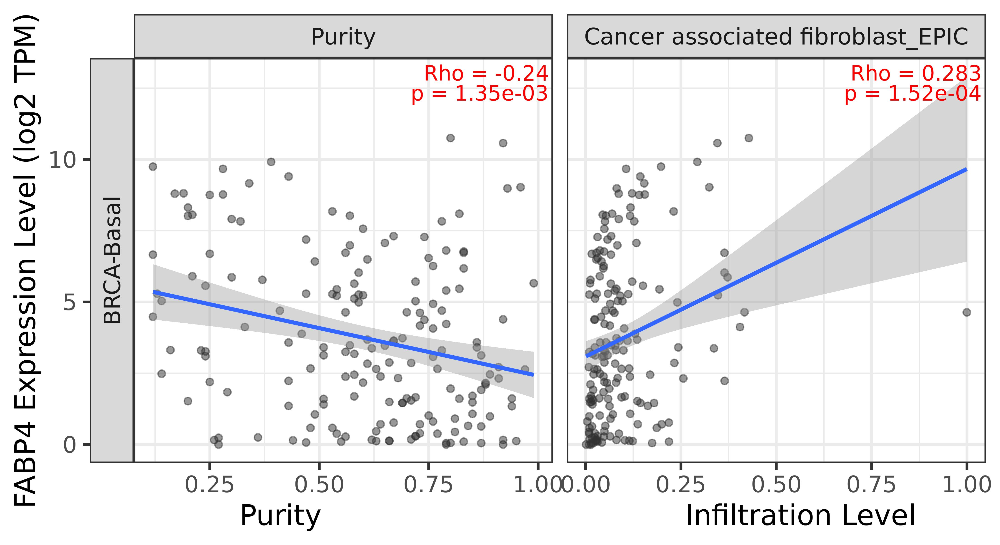 Purity
Cancer associated fibroblast_EPIC
FABP4 Expression Level (log2 TPM)
BRCA-Basal
Rho = -0.24
p = 1.35e-03
Rho = 0.283
p = 1.52e-04
10
5
0
0.25 0.50 0.75 1.00
0.00 0.25 0.50 0.75 1.00
Purity
Infiltration Level